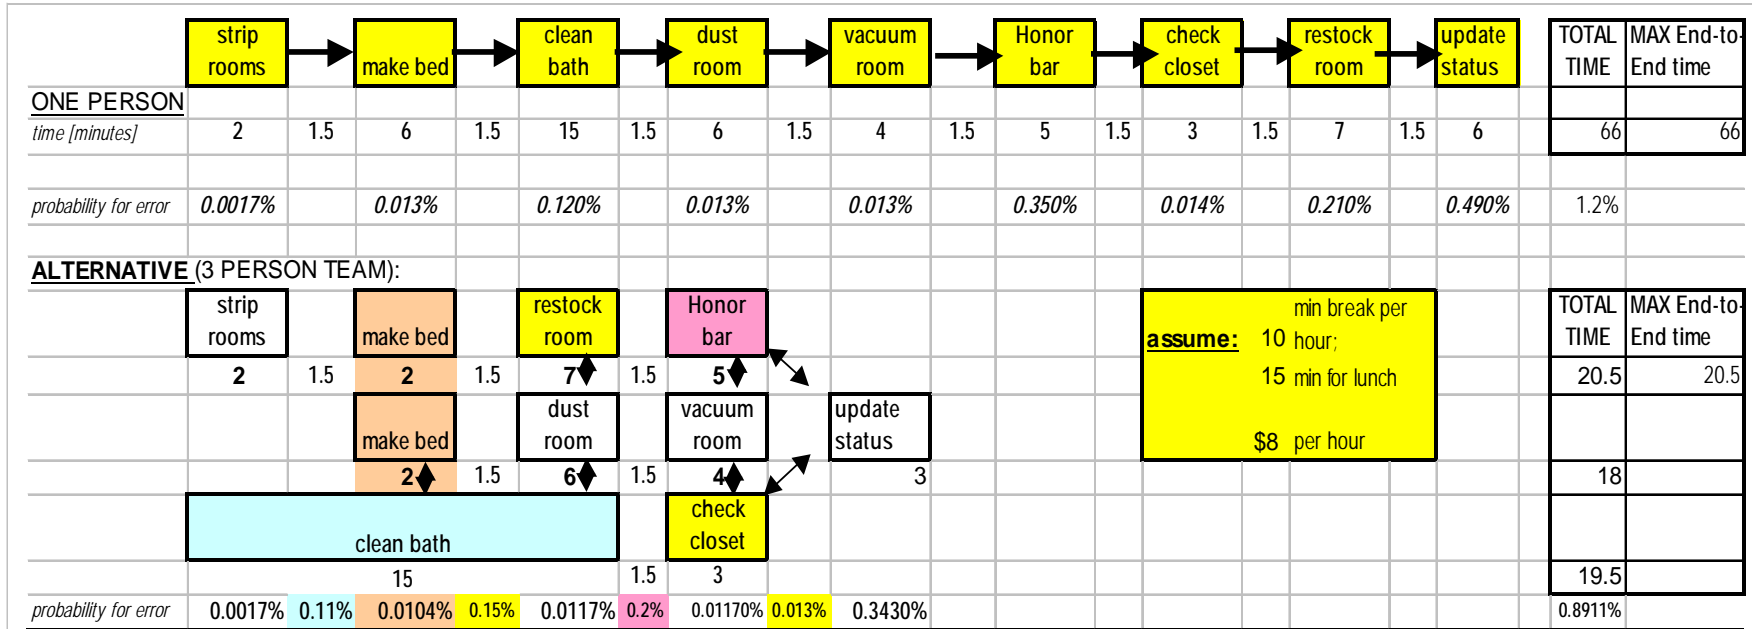 strip rooms make bed clean bath dust room vacuum room Honor bar check closet restock room update status TOTAL TIME MAX End-to-End time
ONE PERSON
time [minutes] 2 1.5 6 1.5 15 1.5 6 1.5 4 1.5 5 1.5 3 1.5 7 1.5 6 66 66
probability for error 0.0017% 0.013% 0.120% 0.013% 0.013% 0.350% 0.014% 0.210% 0.490% 1.2%
ALTERNATIVE (3 PERSON TEAM):
strip rooms make bed restock room Honor bar assume: 10 min break per hour; TOTAL TIME MAX End-to-End time
2 1.5 2 1.5 7 1.5 5 15 min for lunch 20.5 20.5
make bed dust room vacuum room update status $8 per hour
2 1.5 6 1.5 4 3 18
clean bath check closet
15 1.5 3 19.5
probability for error 0.0017% 0.11% 0.0104% 0.15% 0.0117% 0.2% 0.01170% 0.013% 0.3430% 0.8911%